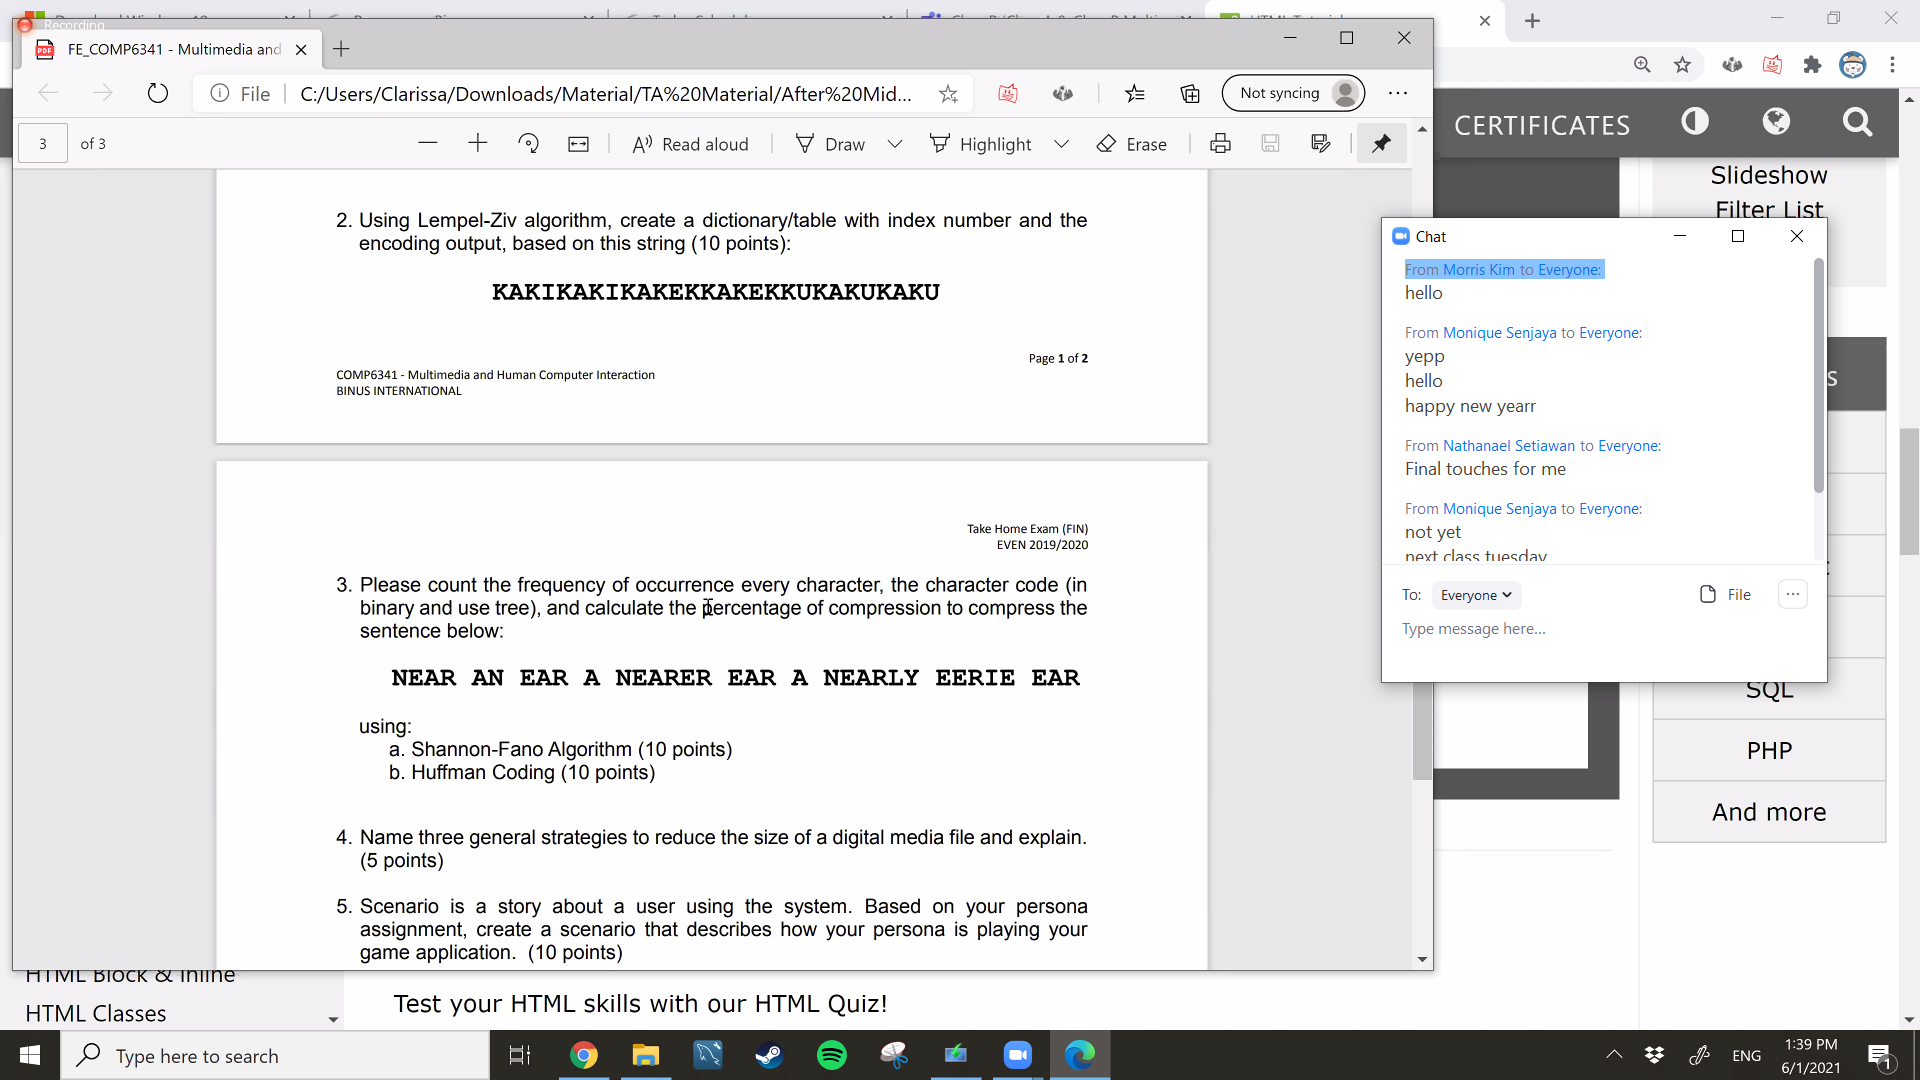 Recording
FE_COMP6341 - Multimedia and
File
C:/Users/Clarissa/Downloads/Material/TA%20Material/After%20Mid...
Not syncing
3 of 3
Read aloud
Draw
Highlight
Erase
2. Using Lempel-Ziv algorithm, create a dictionary/table with index number and the
encoding output, based on this string (10 points):
KAKIKAKIKAKEKKAKEKKUKAKUKAKU
Page 1 of 2
COMP6341 - Multimedia and Human Computer Interaction
BINUS INTERNATIONAL
Take Home Exam (FIN)
EVEN 2019/2020
3. Please count the frequency of occurrence every character, the character code (in
binary and use tree), and calculate the percentage of compression to compress the
sentence below:
NEAR AN EAR A NEARER EAR A NEARLY EERIE EAR
using:
a. Shannon-Fano Algorithm (10 points)
b. Huffman Coding (10 points)
4. Name three general strategies to reduce the size of a digital media file and explain.
(5 points)
5. Scenario is a story about a user using the system. Based on your persona
assignment, create a scenario that describes how your persona is playing your
game application. (10 points)
CERTIFICATES
Slideshow
Filter List
Chat
From Morris Kim to Everyone:
hello
From Monique Senjaya to Everyone:
yepp
hello
happy new yearr
From Nathanael Setiawan to Everyone:
Final touches for me
From Monique Senjaya to Everyone:
not yet
next class tuesday
To: Everyone
File
Type message here...
SQL
PHP
And more
HTML Block & Inline
HTML Classes
Test your HTML skills with our HTML Quiz!
Type here to search
ENG
1:39 PM
6/1/2021
1